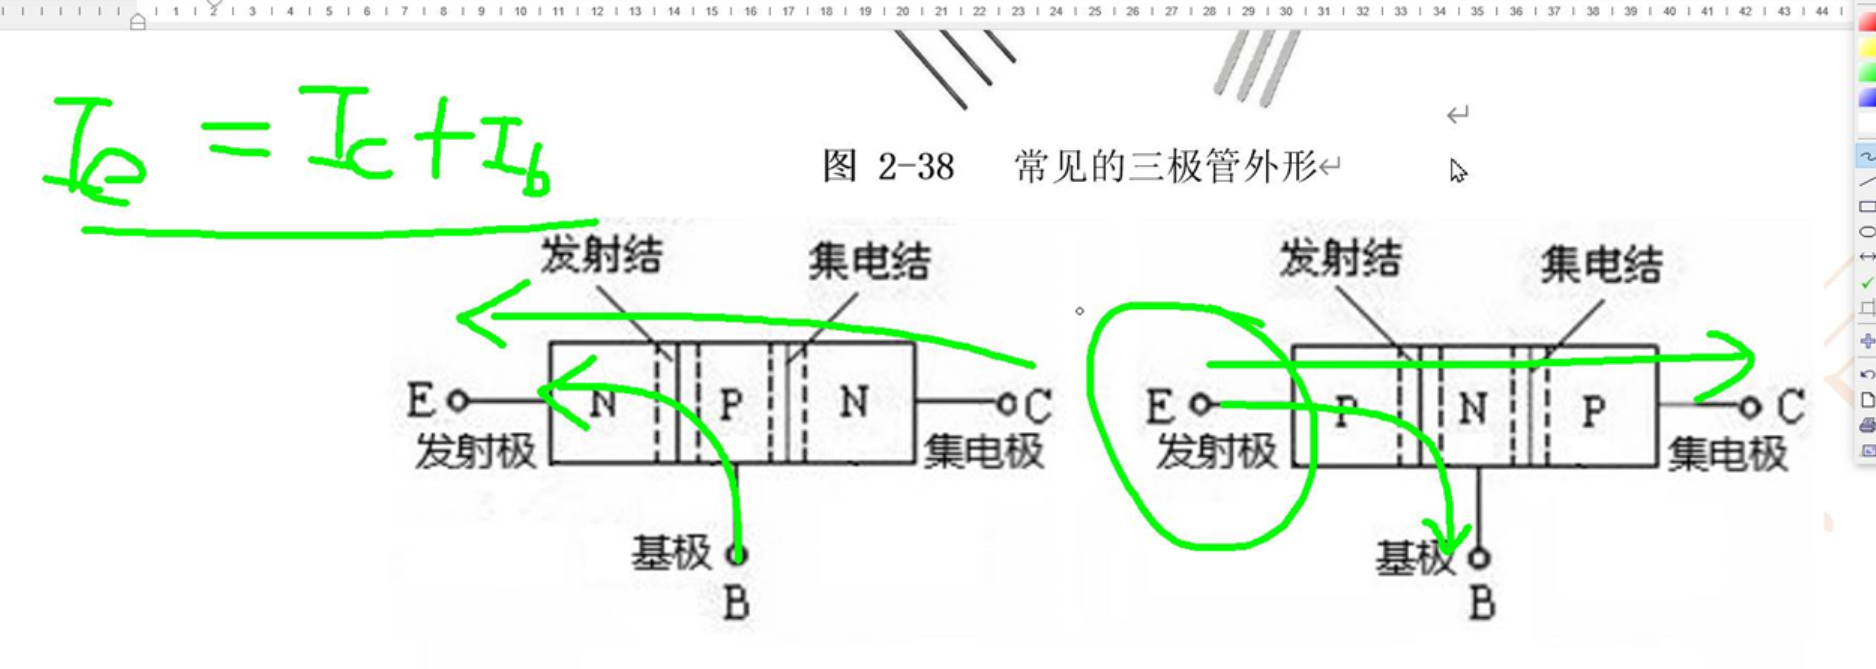 1 2 3 4 5 6 7 8 9 10 11 12 13 14 15 16 17 18 19 20 21 22 23 24 25 26 27 28 29 30 31 32 33 34 35 36 37 38 39 40 41 42 43 44
Ie = Ic + Ib
图 2-38 常见的三极管外形
发射结 集电结 发射结 集电结
E N P N C E P N P C
发射极 集电极 发射极 集电极
基极 基极
B B